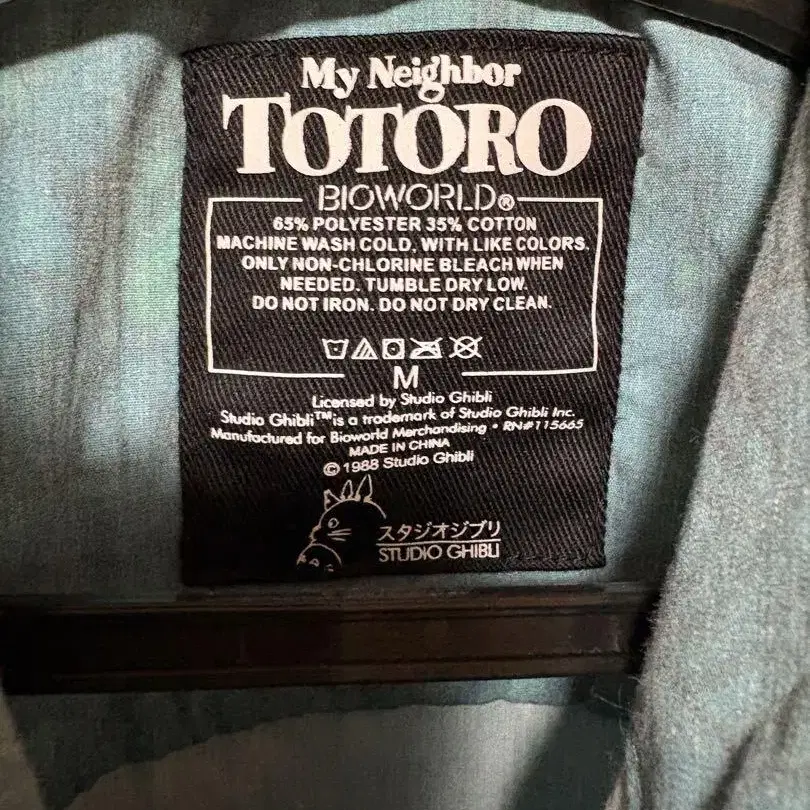 My Neighbor
TOTORO
BIOWORLD®
65% POLYESTER 35% COTTON
MACHINE WASH COLD, WITH LIKE COLORS.
ONLY NON-CHLORINE BLEACH WHEN
NEEDED. TUMBLE DRY LOW.
DO NOT IRON. DO NOT DRY CLEAN.
M
Licensed by Studio Ghibli
Studio Ghibli™ is a trademark of Studio Ghibli Inc.
Manufactured for Bioworld Merchandising • RN#115665
MADE IN CHINA
© 1988 Studio Ghibli
スタジオジブリ
STUDIO GHIBLI